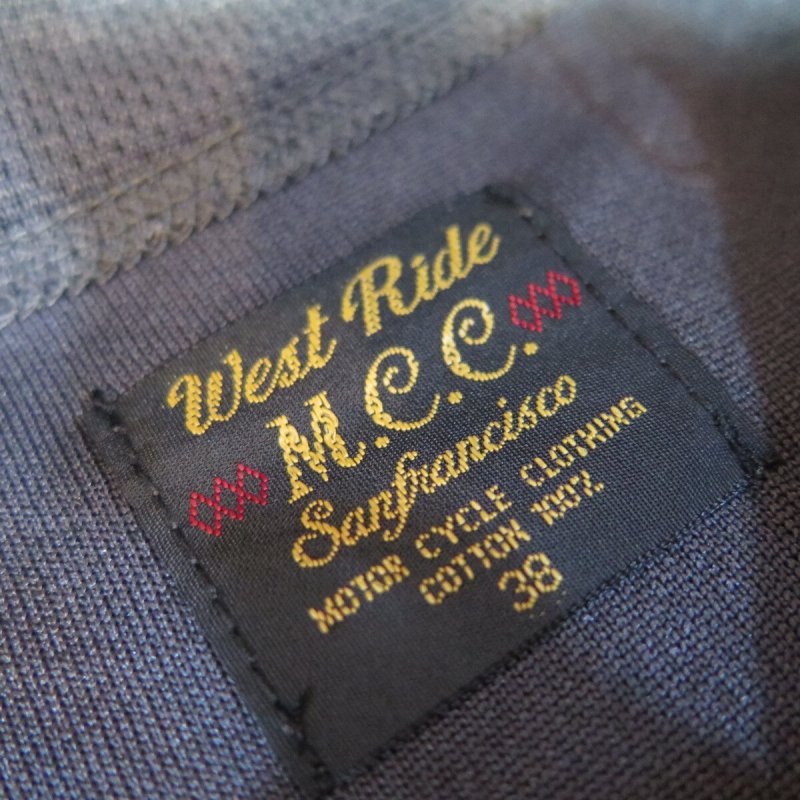 West Ride
M.C.C.
Sanfrancisco
MOTOR CYCLE CLOTHING
COTTON 100%
38